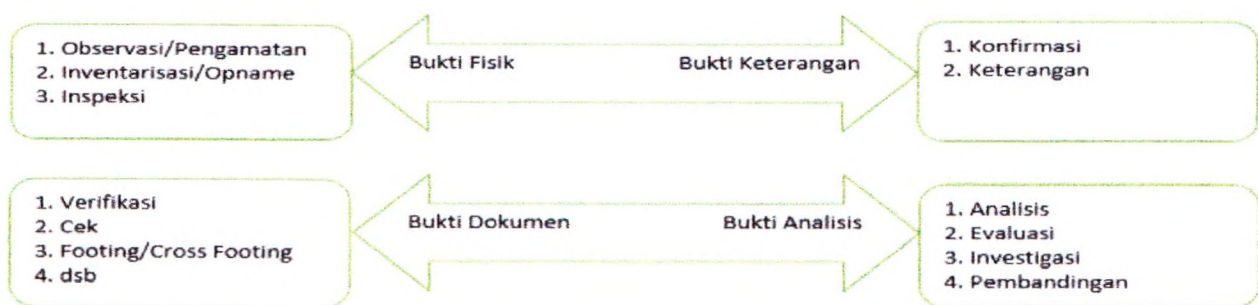 1. Observasi/Pengamatan
2. Inventarisasi/Opname
3. Inspeksi
Bukti Fisik
Bukti Keterangan
1. Konfirmasi
2. Keterangan
1. Verifikasi
2. Cek
3. Footing/Cross Footing
4. dsb
Bukti Dokumen
Bukti Analisis
1. Analisis
2. Evaluasi
3. Investigasi
4. Pembandingan